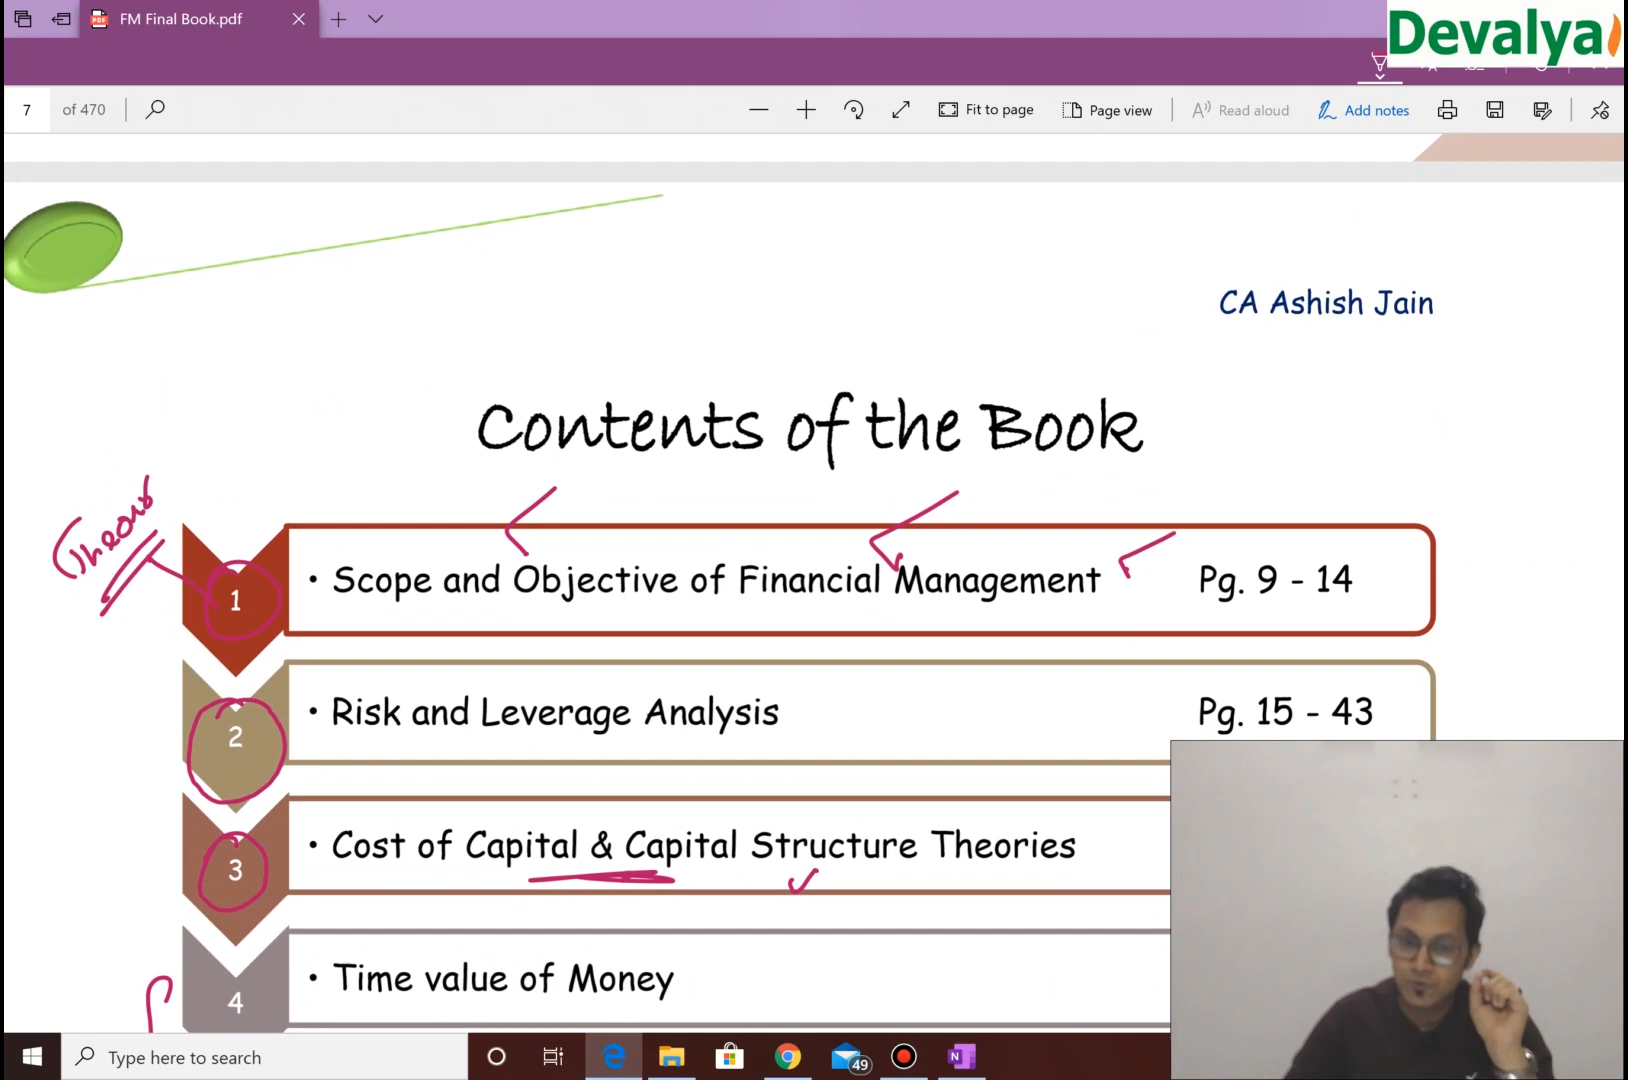 FM Final Book.pdf
Devalya
7 of 470
Fit to page
Page view
Read aloud
Add notes
CA Ashish Jain
Contents of the Book
Theory
1
• Scope and Objective of Financial Management Pg. 9 - 14
2
• Risk and Leverage Analysis Pg. 15 - 43
3
• Cost of Capital & Capital Structure Theories
4
• Time value of Money
Type here to search
49